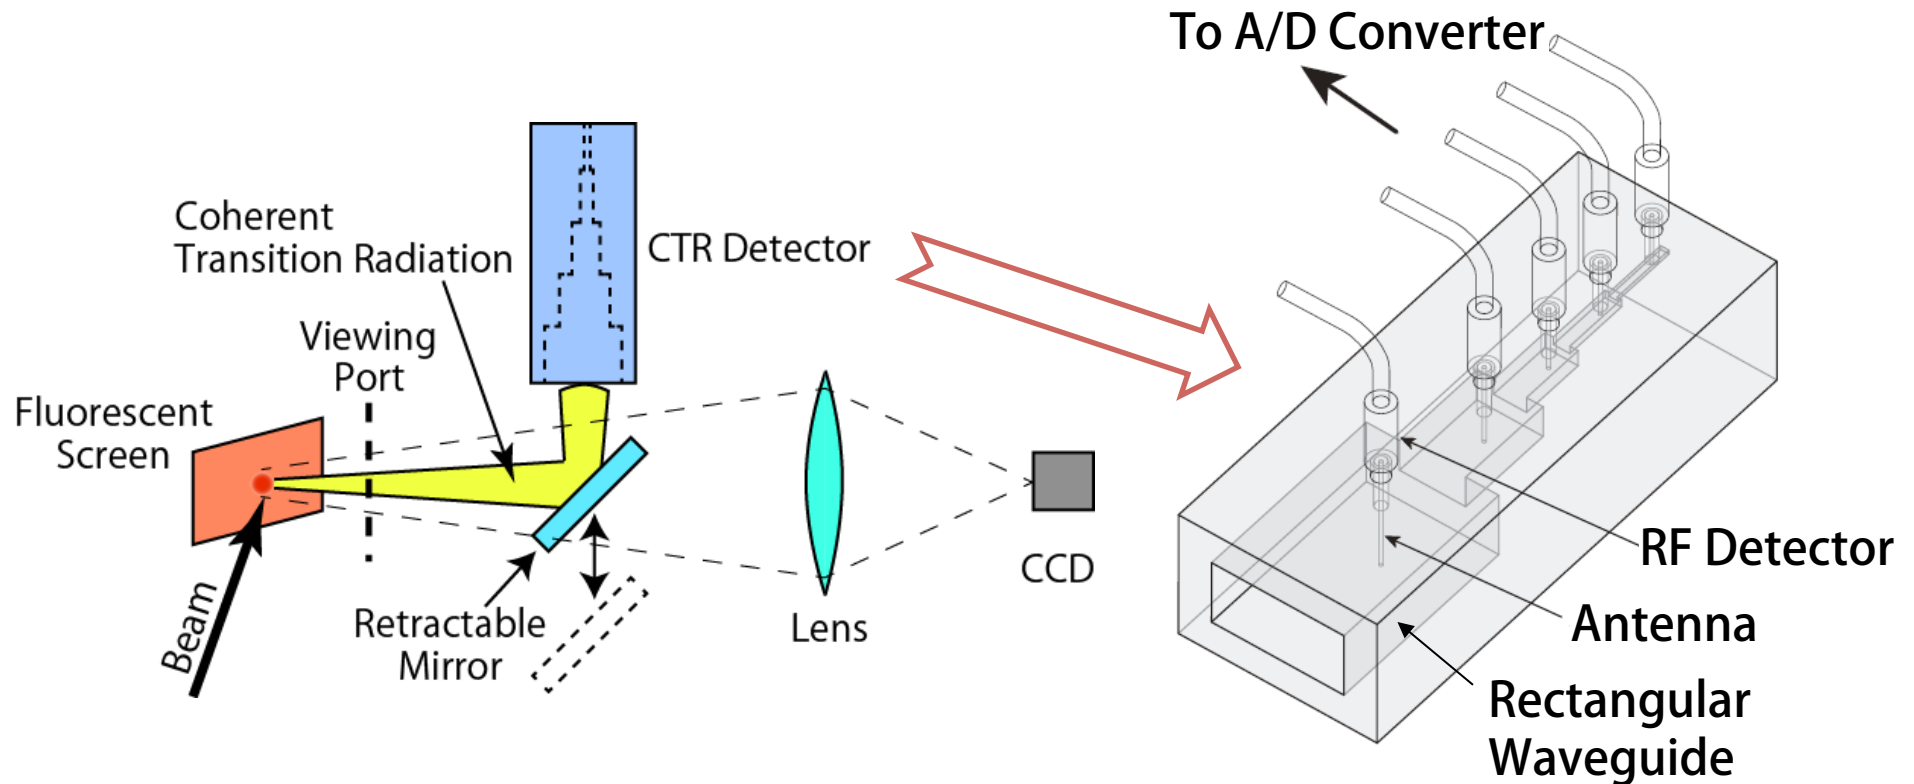 To A/D Converter
Coherent
Transition Radiation
CTR Detector
Viewing
Port
Fluorescent
Screen
Beam
Retractable
Mirror
Lens
CCD
RF Detector
Antenna
Rectangular
Waveguide